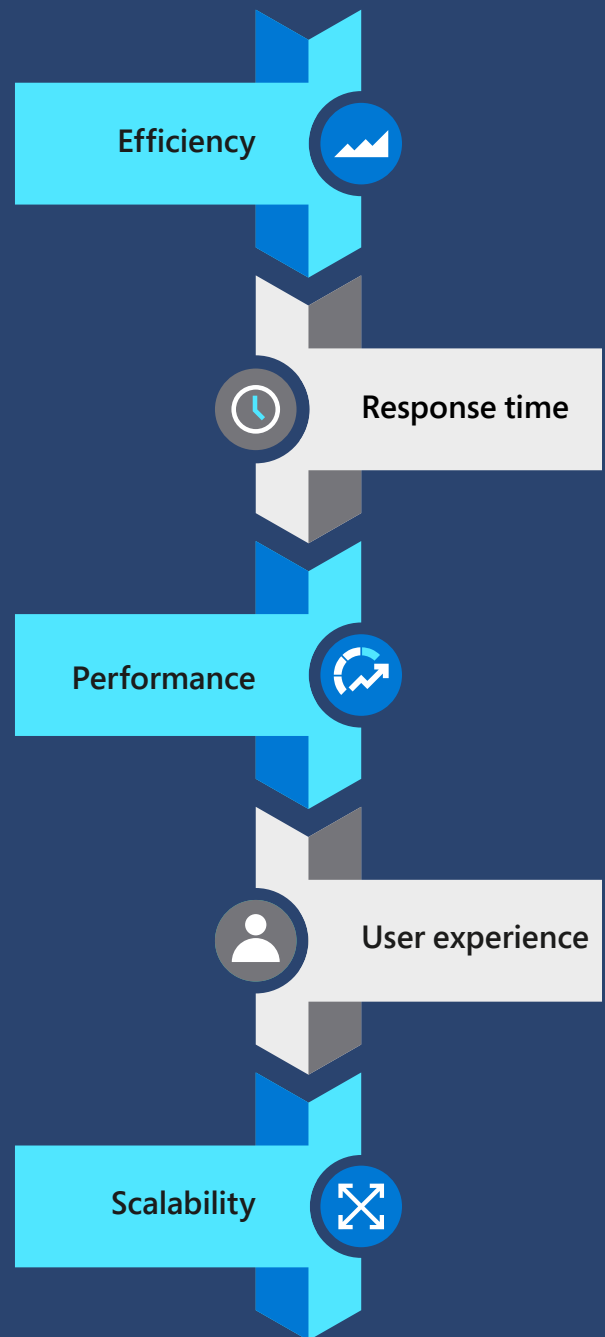 Efficiency
Response time
Performance
User experience
Scalability